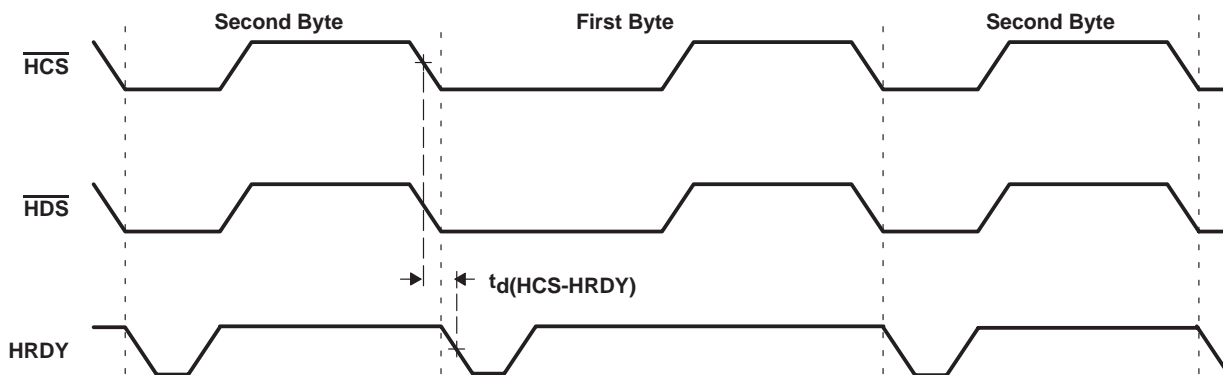 Second Byte First Byte Second Byte
HCS
HDS
td(HCS-HRDY)
HRDY